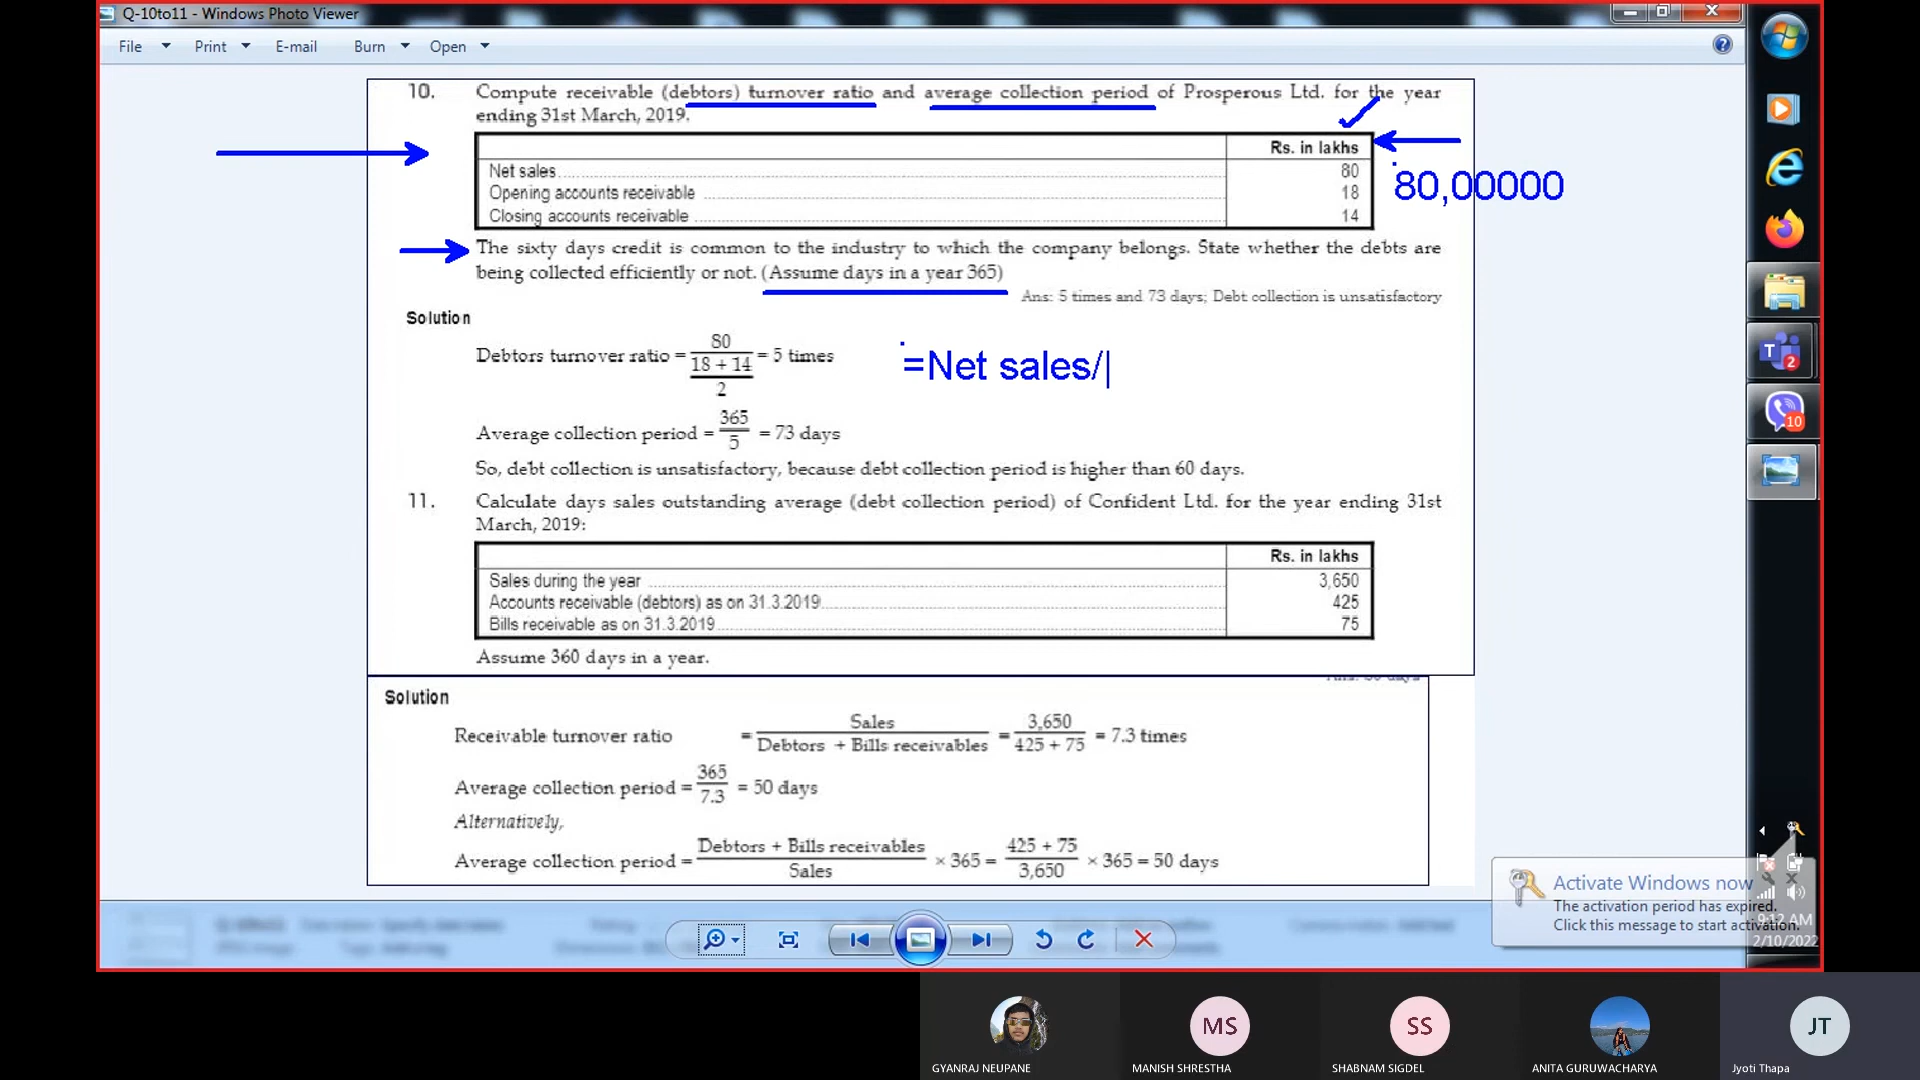 Q-10to11 - Windows Photo Viewer
File Print E-mail Burn Open
10. Compute receivable (debtors) turnover ratio and average collection period of Prosperous Ltd. for the year
ending 31st March, 2019.
Rs. in lakhs
Net sales 80
Opening accounts receivable 18
Closing accounts receivable 14
80,00000
The sixty days credit is common to the industry to which the company belongs. State whether the debts are
being collected efficiently or not. (Assume days in a year 365)
Ans: 5 times and 73 days; Debt collection is unsatisfactory
Solution
Debtors turnover ratio = 80 / (18 + 14 / 2) = 5 times
=Net sales/
Average collection period = 365 / 5 = 73 days
So, debt collection is unsatisfactory, because debt collection period is higher than 60 days.
11. Calculate days sales outstanding average (debt collection period) of Confident Ltd. for the year ending 31st
March, 2019:
Rs. in lakhs
Sales during the year 3,650
Accounts receivable (debtors) as on 31.3.2019 425
Bills receivable as on 31.3.2019 75
Assume 360 days in a year.
Solution
Receivable turnover ratio = Sales / Debtors + Bills receivables = 3,650 / 425 + 75 = 7.3 times
Average collection period = 365 / 7.3 = 50 days
Alternatively,
Average collection period = Debtors + Bills receivables / Sales × 365 = 425 + 75 / 3,650 × 365 = 50 days
T
2
10
Activate Windows now
The activation period has expired.
Click this message to start activation.
9:12 AM
2/10/2022
MS
SS
JT
GYANRAJ NEUPANE
MANISH SHRESTHA
SHABNAM SIGDEL
ANITA GURUWACHARYA
Jyoti Thapa